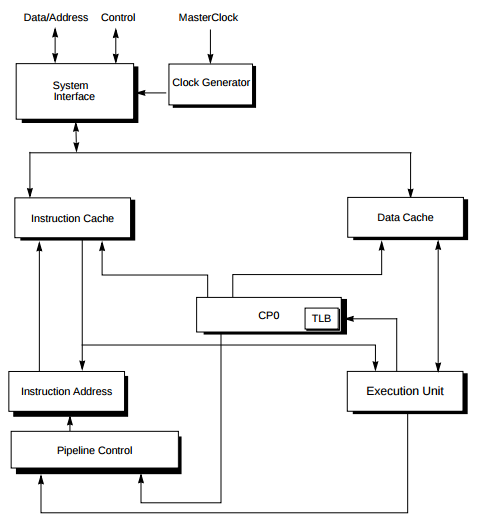 Data/Address Control MasterClock
System
Interface
Clock Generator
Instruction Cache
Data Cache
CP0
TLB
Instruction Address
Execution Unit
Pipeline Control